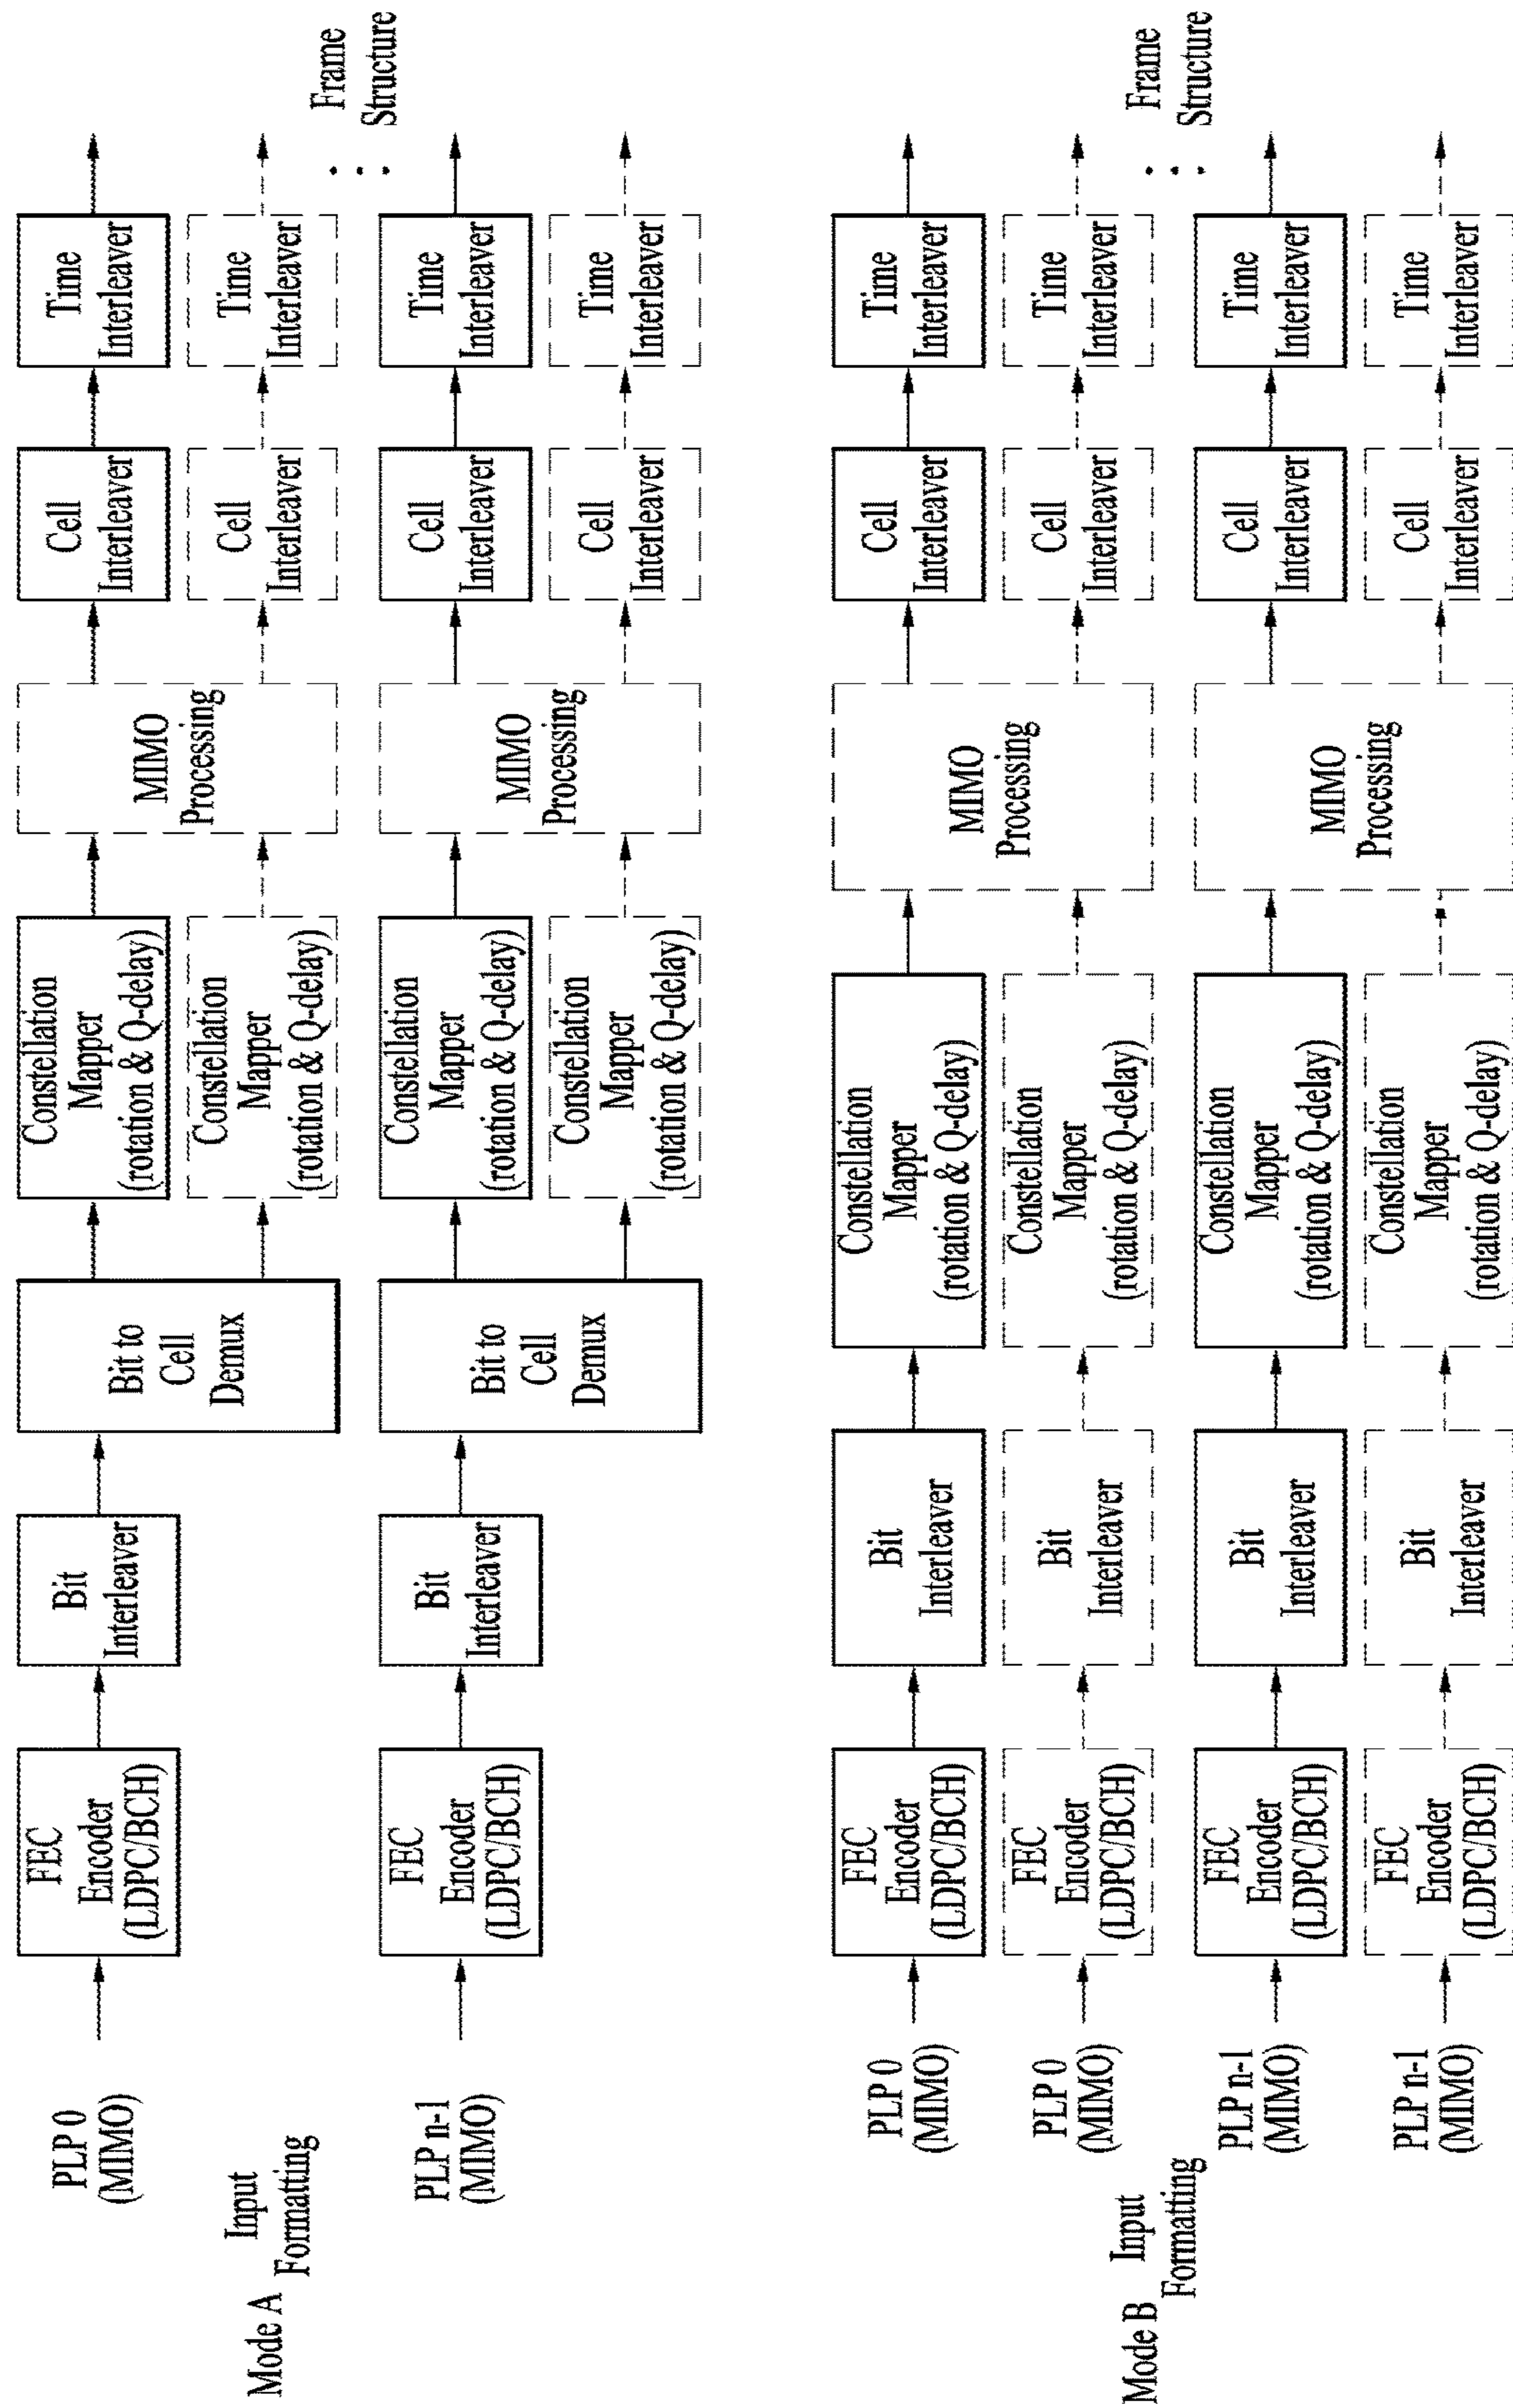 Mode A
Input
Formatting
PLP 0
(MIMO)
FEC
Encoder
(LDPC/BCH)
Bit
Interleaver
Bit to
Cell
Demux
Constellation
Mapper
(rotation & Q-delay)
Constellation
Mapper
(rotation & Q-delay)
MIMO
Processing
Cell
Interleaver
Cell
Interleaver
Time
Interleaver
Time
Interleaver
Frame
Structure
PLP n-1
(MIMO)
FEC
Encoder
(LDPC/BCH)
Bit
Interleaver
Bit to
Cell
Demux
Constellation
Mapper
(rotation & Q-delay)
Constellation
Mapper
(rotation & Q-delay)
MIMO
Processing
Cell
Interleaver
Cell
Interleaver
Time
Interleaver
Time
Interleaver
Mode B
Input
Formatting
PLP 0
(MIMO)
FEC
Encoder
(LDPC/BCH)
Bit
Interleaver
Constellation
Mapper
(rotation & Q-delay)
PLP 0
(MIMO)
FEC
Encoder
(LDPC/BCH)
Bit
Interleaver
Constellation
Mapper
(rotation & Q-delay)
MIMO
Processing
Cell
Interleaver
Time
Interleaver
Cell
Interleaver
Time
Interleaver
Frame
Structure
PLP n-1
(MIMO)
FEC
Encoder
(LDPC/BCH)
Bit
Interleaver
Constellation
Mapper
(rotation & Q-delay)
PLP n-1
(MIMO)
FEC
Encoder
(LDPC/BCH)
Bit
Interleaver
Constellation
Mapper
(rotation & Q-delay)
MIMO
Processing
Cell
Interleaver
Time
Interleaver
Cell
Interleaver
Time
Interleaver